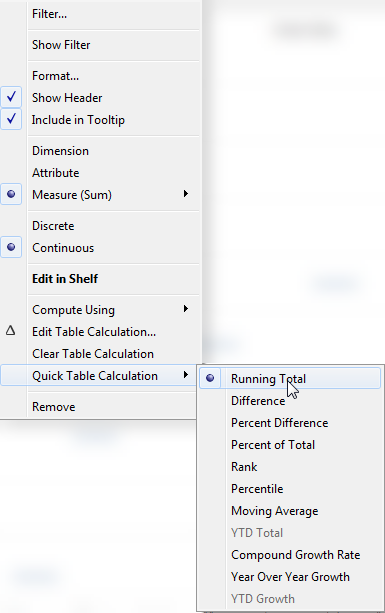 Filter...
Show Filter
Format...
Show Header
Include in Tooltip
Dimension
Attribute
Measure (Sum)
Discrete
Continuous
Edit in Shelf
Compute Using
Edit Table Calculation...
Clear Table Calculation
Quick Table Calculation
Remove
Running Total
Difference
Percent Difference
Percent of Total
Rank
Percentile
Moving Average
YTD Total
Compound Growth Rate
Year Over Year Growth
YTD Growth